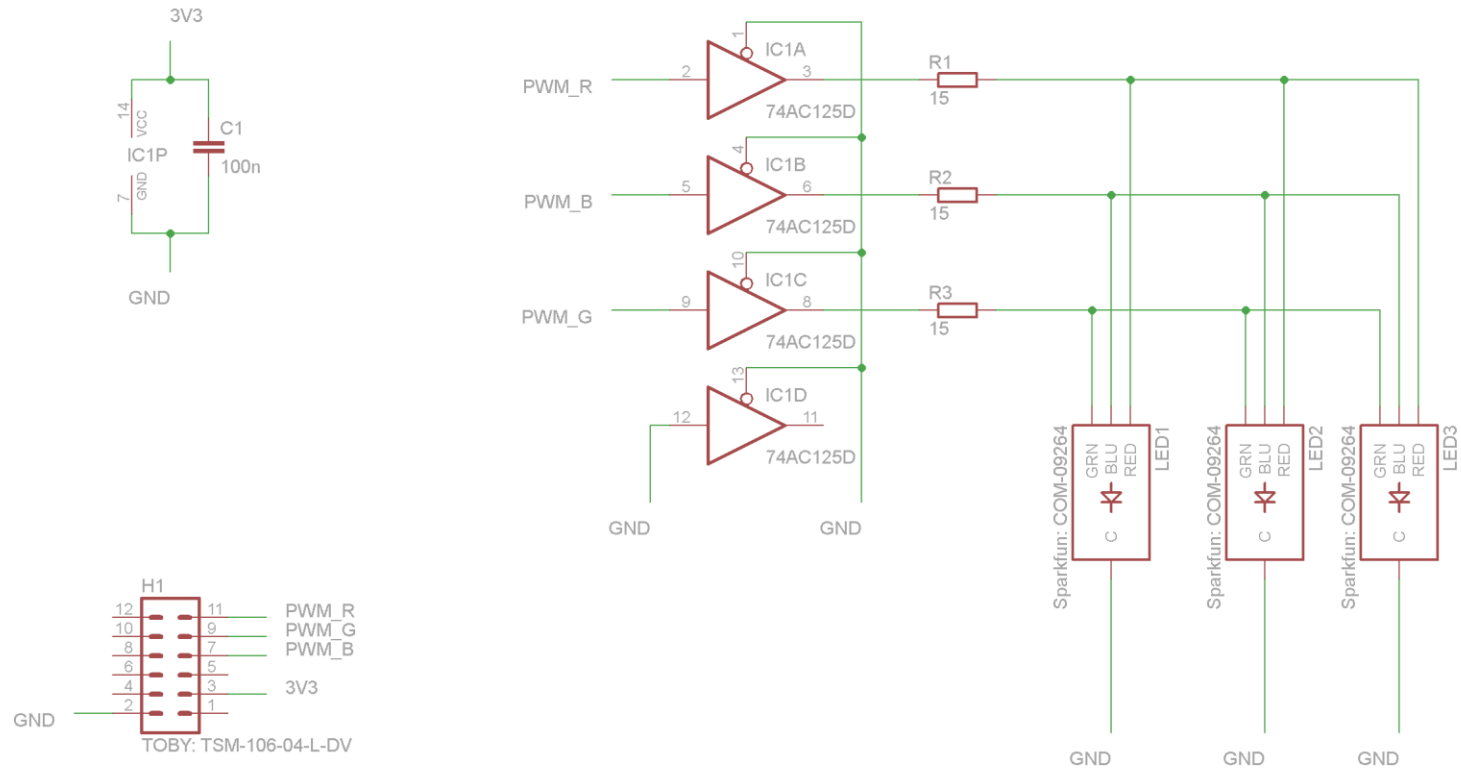 3V3
14
VCC
IC1P
C1
100n
7
GND
GND
PWM_R
2
1
IC1A
3
74AC125D
R1
15
PWM_B
5
4
IC1B
6
74AC125D
R2
15
PWM_G
9
10
IC1C
8
74AC125D
R3
15
12
13
IC1D
11
74AC125D
GND
GND
Sparkfun: COM-09264
GRN
BLU
RED
C
LED1
GND
Sparkfun: COM-09264
GRN
BLU
RED
C
LED2
GND
Sparkfun: COM-09264
GRN
BLU
RED
C
LED3
GND
H1
12 11 PWM_R
10 9 PWM_G
8 7 PWM_B
6 5
4 3 3V3
GND 2 1
TOBY: TSM-106-04-L-DV